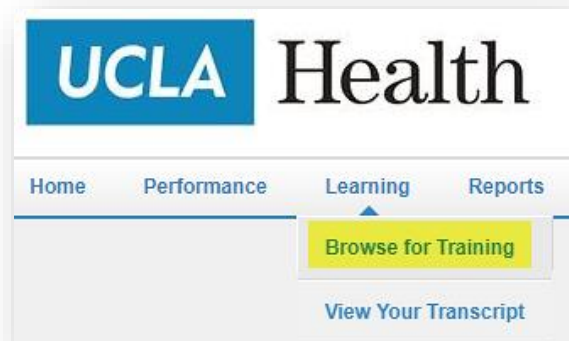 UCLA Health
Home Performance Learning Reports
Browse for Training
View Your Transcript